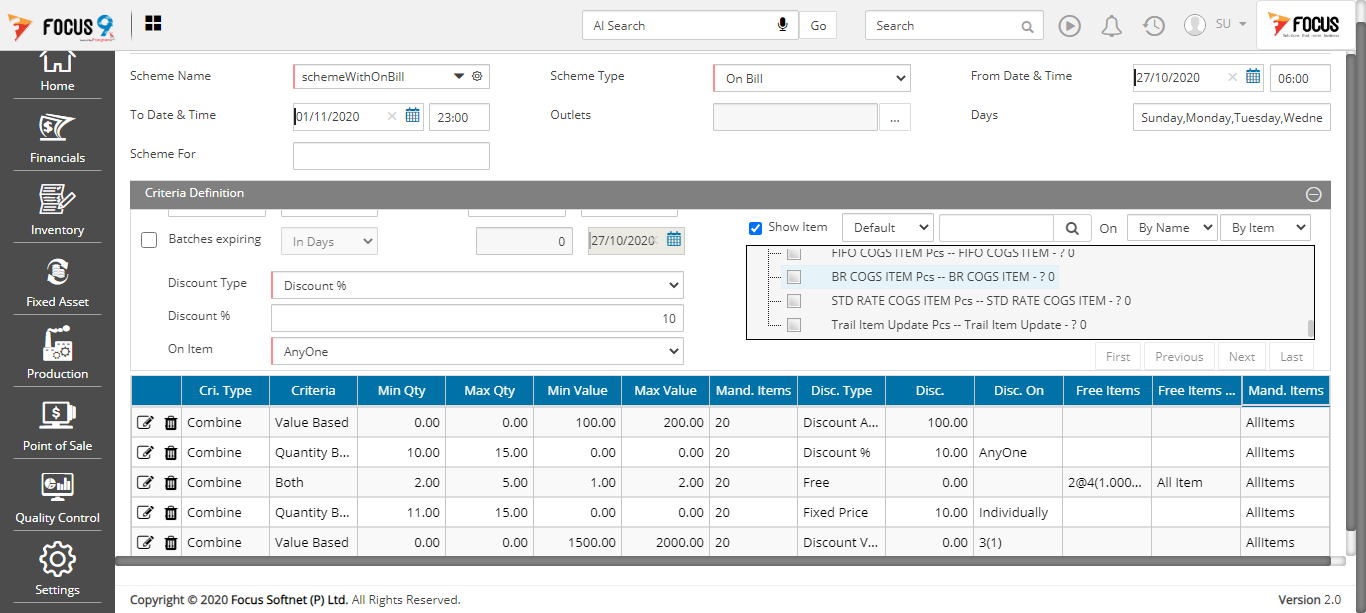 FOCUS 9
AI Search
Go
Search
SU
FOCUS
Home
Financials
Inventory
Fixed Asset
Production
Point of Sale
Quality Control
Settings
Scheme Name
schemeWithOnBill
Scheme Type
On Bill
From Date & Time
27/10/2020
06:00
To Date & Time
01/11/2020
23:00
Outlets
...
Days
Sunday,Monday,Tuesday,Wedne
Scheme For
Criteria Definition
Batches expiring
In Days
0
27/10/2020
Show Item
Default
On
By Name
By Item
Discount Type
Discount %
Discount %
10
On Item
AnyOne
FIFO COGS ITEM Pcs -- FIFO COGS ITEM - ? 0
BR COGS ITEM Pcs -- BR COGS ITEM - ? 0
STD RATE COGS ITEM Pcs -- STD RATE COGS ITEM - ? 0
Trail Item Update Pcs -- Trail Item Update - ? 0
First Previous Next Last
Cri. Type Criteria Min Qty Max Qty Min Value Max Value Mand. Items Disc. Type Disc. Disc. On Free Items Free Items ... Mand. Items
Combine Value Based 0.00 0.00 100.00 200.00 20 Discount A... 100.00 AllItems
Combine Quantity B... 10.00 15.00 0.00 0.00 20 Discount % 10.00 AnyOne AllItems
Combine Both 2.00 5.00 1.00 2.00 20 Free 0.00 2@4(1.000... All Item AllItems
Combine Quantity B... 11.00 15.00 0.00 0.00 20 Fixed Price 10.00 Individually AllItems
Combine Value Based 0.00 0.00 1500.00 2000.00 20 Discount V... 0.00 3(1) AllItems
Copyright © 2020 Focus Softnet (P) Ltd. All Rights Reserved.
Version 2.0